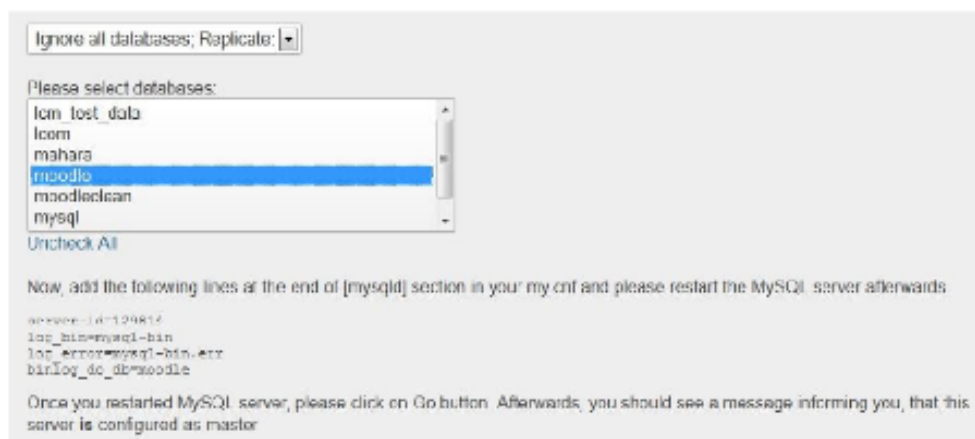 Ignore all databases; Replicate:
Please select databases:
lcm_test_data
lcom
mahara
moodle
moodleclean
mysql
Uncheck All
Now, add the following lines at the end of [mysqld] section in your my.cnf and please restart the MySQL server afterwards
log_bin=mysql-bin
log_error=mysql-bin.err
binlog_do_db=moodle
Once you restarted MySQL server, please click on Go button. Afterwards, you should see a message informing you, that this
server is configured as master